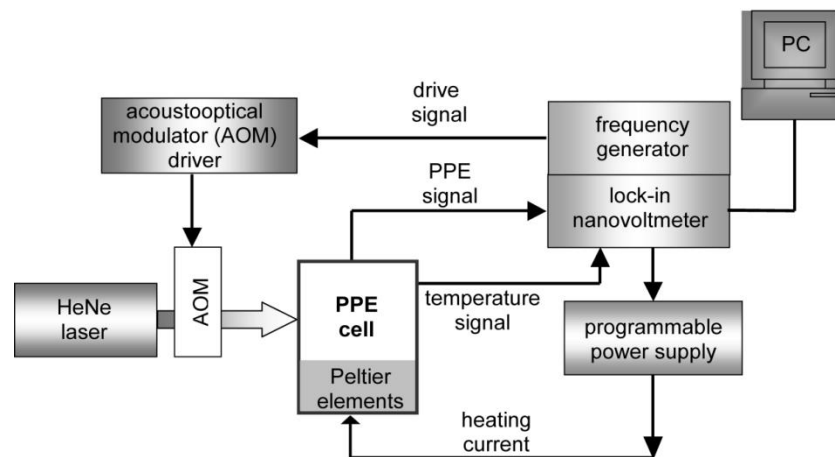 PC
drive
signal
acoustooptical
modulator (AOM)
driver
frequency
generator
PPE
signal
lock-in
nanovoltmeter
HeNe
laser
AOM
PPE
cell
temperature
signal
programmable
power supply
Peltier
elements
heating
current